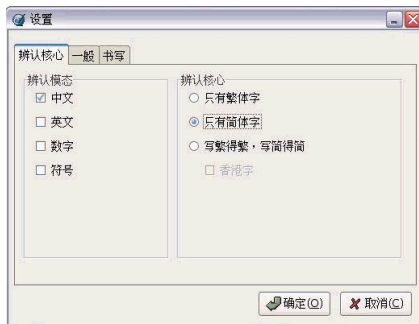 设置
辨认核心 一般 书写
辨认模态
中文
英文
数字
符号
辨认核心
只有繁体字
只有简体字
写繁得繁，写简得简
香港字
确定(O) 取消(C)